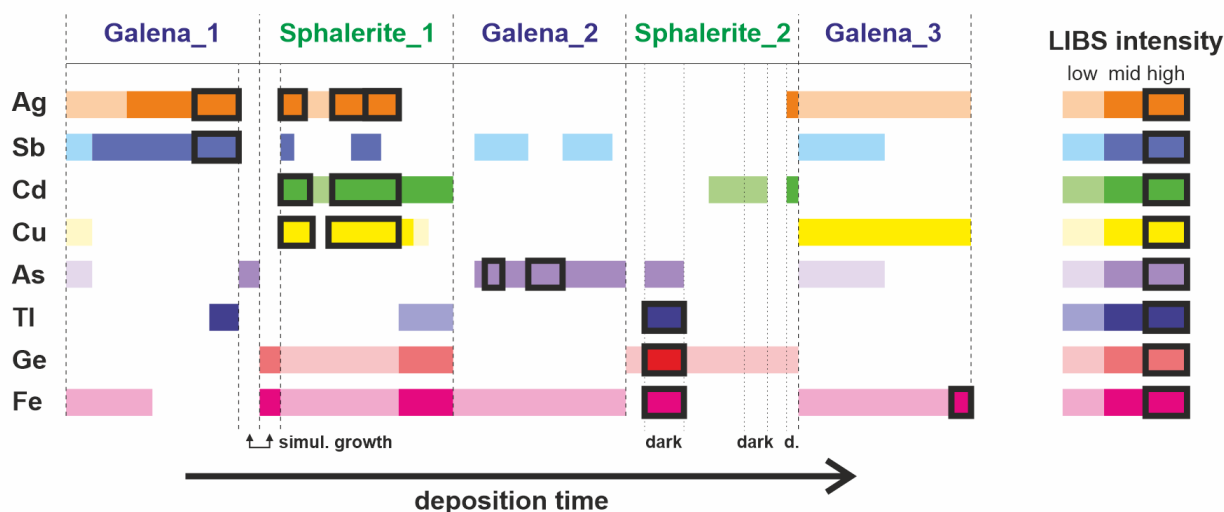 Galena_1 Sphalerite_1 Galena_2 Sphalerite_2 Galena_3
LIBS intensity
low mid high
Ag
Sb
Cd
Cu
As
Tl
Ge
Fe
simul. growth dark dark d.
deposition time